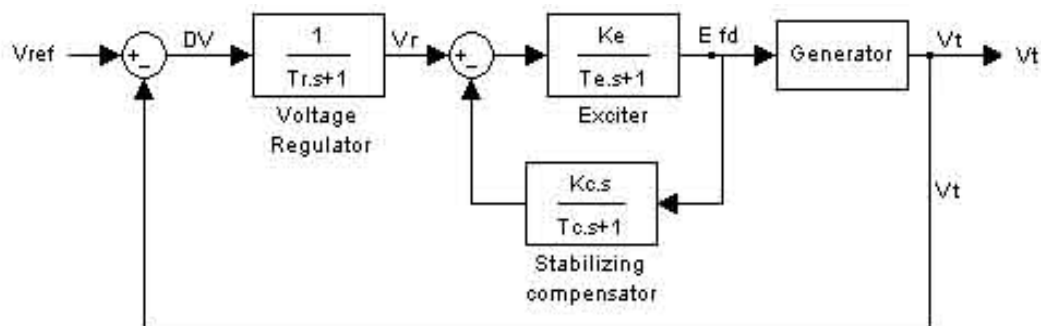 Vref
DV
1
Tr.s+1
Voltage
Regulator
Vr
Ke
Te.s+1
Exciter
E fd
Generator
Vt
Vt
Kc.s
Tc.s+1
Stabilizing
compensator
Vt